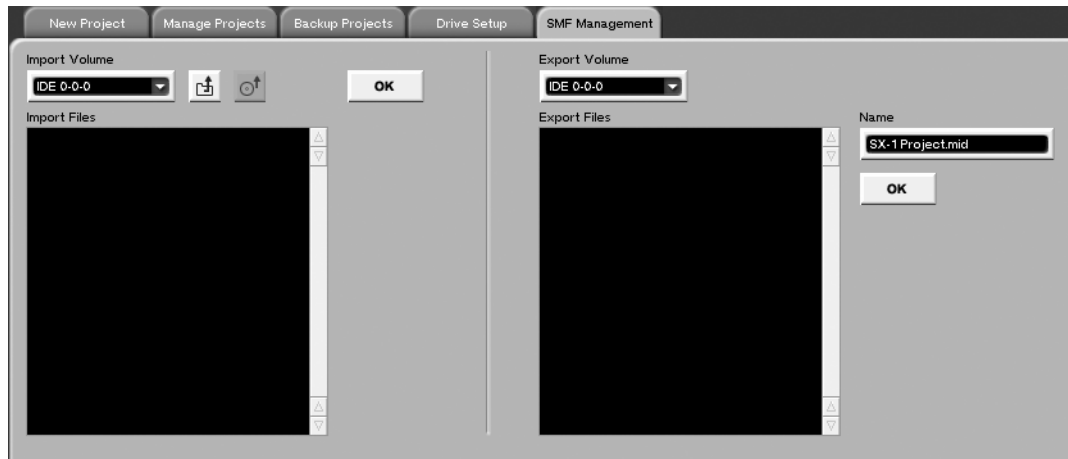 New Project
Manage Projects
Backup Projects
Drive Setup
SMF Management
Import Volume
IDE 0-0-0
OK
Import Files
Export Volume
IDE 0-0-0
Export Files
Name
SX-1 Project.mid
OK